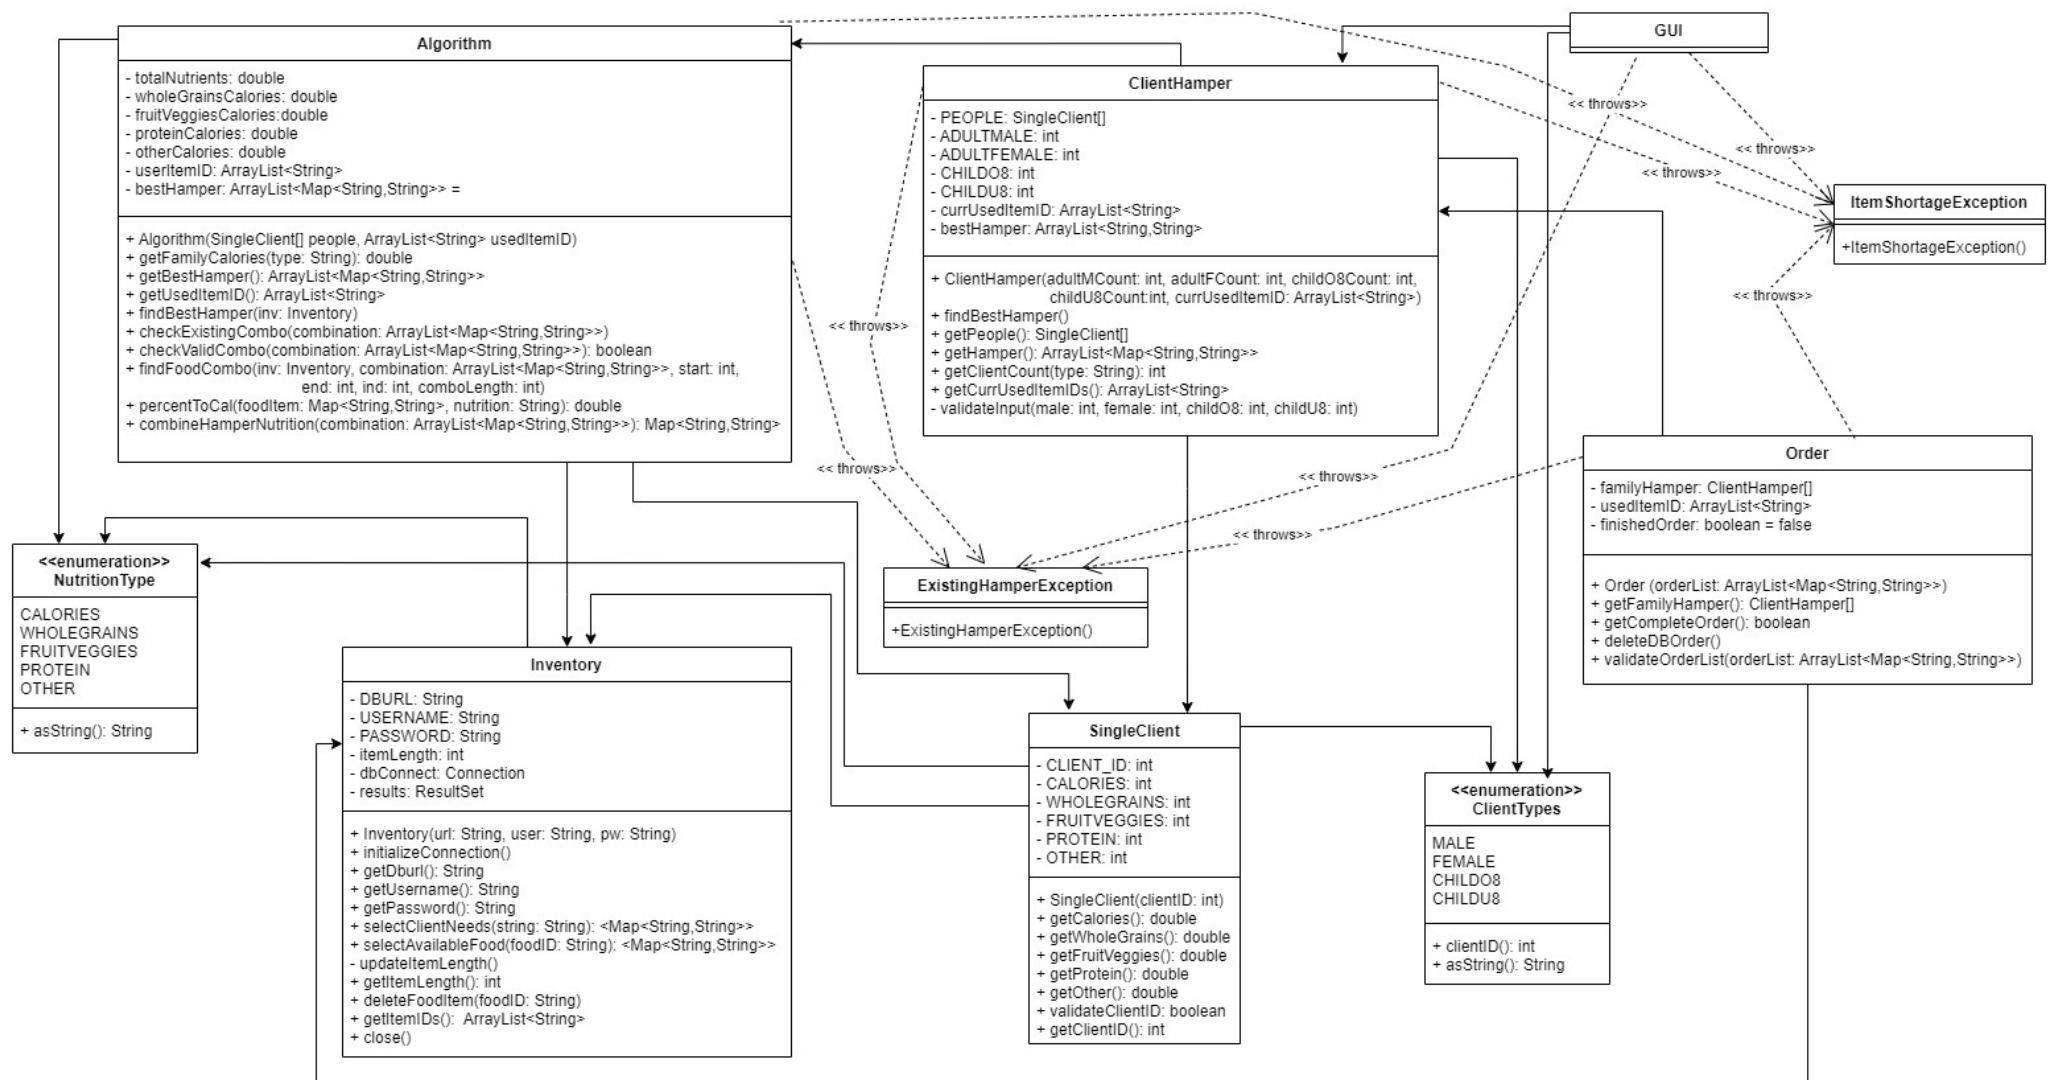 Algorithm
- totalNutrients: double
- wholeGrainsCalories: double
- fruitVeggiesCalories:double
- proteinCalories: double
- otherCalories: double
- userItemID: ArrayList<String>
- bestHamper: ArrayList<Map<String,String>> =
+ Algorithm(SingleClient[] people, ArrayList<String> usedItemID)
+ getFamilyCalories(type: String): double
+ getBestHamper(): ArrayList<Map<String,String>>
+ getUsedItemID(): ArrayList<String>
+ findBestHamper(inv: Inventory)
+ checkExistingCombo(combination: ArrayList<Map<String,String>>)
+ checkValidCombo(combination: ArrayList<Map<String,String>>): boolean
+ findFoodCombo(inv: Inventory, combination: ArrayList<Map<String,String>>, start: int,
end: int, ind: int, comboLength: int)
+ percentToCal(foodItem: Map<String,String>, nutrition: String): double
+ combineHamperNutrition(combination: ArrayList<Map<String,String>>): Map<String,String>
ClientHamper
- PEOPLE: SingleClient[]
- ADULTMALE: int
- ADULTFEMALE: int
- CHILDO8: int
- CHILDU8: int
- currUsedItemID: ArrayList<String>
- bestHamper: ArrayList<String,String>
+ ClientHamper(adultMCount: int, adultFCount: int, childO8Count: int,
childU8Count:int, currUsedItemID: ArrayList<String>)
+ findBestHamper()
+ getPeople(): SingleClient[]
+ getHamper(): ArrayList<Map<String,String>>
+ getClientCount(type: String): int
+ getCurrUsedItemIDs(): ArrayList<String>
- validateInput(male: int, female: int, childO8: int, childU8: int)
GUI
<< throws>>
<< throws>>
<< throws>>
ItemShortageException
+ItemShortageException()
<< throws>>
<< throws>>
<< throws>>
<< throws>>
<< throws>>
Order
- familyHamper: ClientHamper[]
- usedItemID: ArrayList<String>
- finishedOrder: boolean = false
+ Order (orderList: ArrayList<Map<String,String>>)
+ getFamilyHamper(): ClientHamper[]
+ getCompleteOrder(): boolean
+ deleteDBOrder()
+ validateOrderList(orderList: ArrayList<Map<String,String>>)
<<enumeration>>
NutritionType
CALORIES
WHOLEGRAINS
FRUITVEGGIES
PROTEIN
OTHER
+ asString(): String
ExistingHamperException
+ExistingHamperException()
Inventory
- DBURL: String
- USERNAME: String
- PASSWORD: String
- itemLength: int
- dbConnect: Connection
- results: ResultSet
+ Inventory(url: String, user: String, pw: String)
+ initializeConnection()
+ getDburl(): String
+ getUsername(): String
+ getPassword(): String
+ selectClientNeeds(string: String): <Map<String,String>>
+ selectAvailableFood(foodID: String): <Map<String,String>>
- updateItemLength()
+ getItemLength(): int
+ deleteFoodItem(foodID: String)
+ getItemIDs(): ArrayList<String>
+ close()
SingleClient
- CLIENT_ID: int
- CALORIES: int
- WHOLEGRAINS: int
- FRUITVEGGIES: int
- PROTEIN: int
- OTHER: int
+ SingleClient(clientID: int)
+ getCalories(): double
+ getWholeGrains(): double
+ getFruitVeggies(): double
+ getProtein(): double
+ getOther(): double
+ validateClientID: boolean
+ getClientID(): int
<<enumeration>>
ClientTypes
MALE
FEMALE
CHILDO8
CHILDU8
+ clientID(): int
+ asString(): String